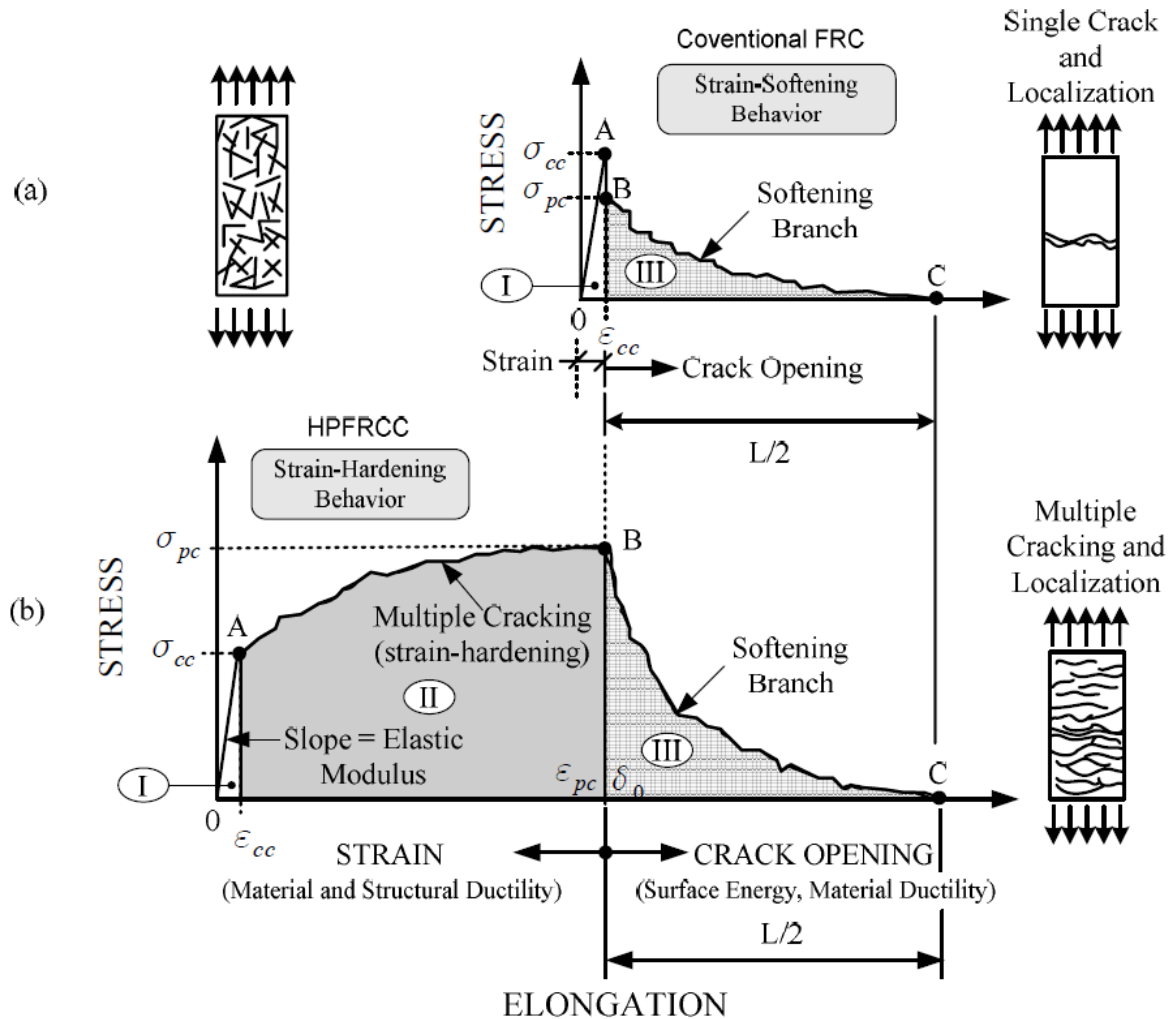 (a)
Coventional FRC
Strain-Softening
Behavior
Single Crack
and
Localization
STRESS
A
σcc
B
σpc
Softening
Branch
III
I
C
0
εcc
Strain
Crack Opening
L/2
(b)
HPFRCC
Strain-Hardening
Behavior
Multiple
Cracking and
Localization
STRESS
σpc
B
A
Multiple Cracking
(strain-hardening)
σcc
Softening
Branch
II
Slope = Elastic
Modulus
III
I
εpc
δ0
C
0
εcc
STRAIN
CRACK OPENING
(Material and Structural Ductility)
(Surface Energy, Material Ductility)
L/2
ELONGATION